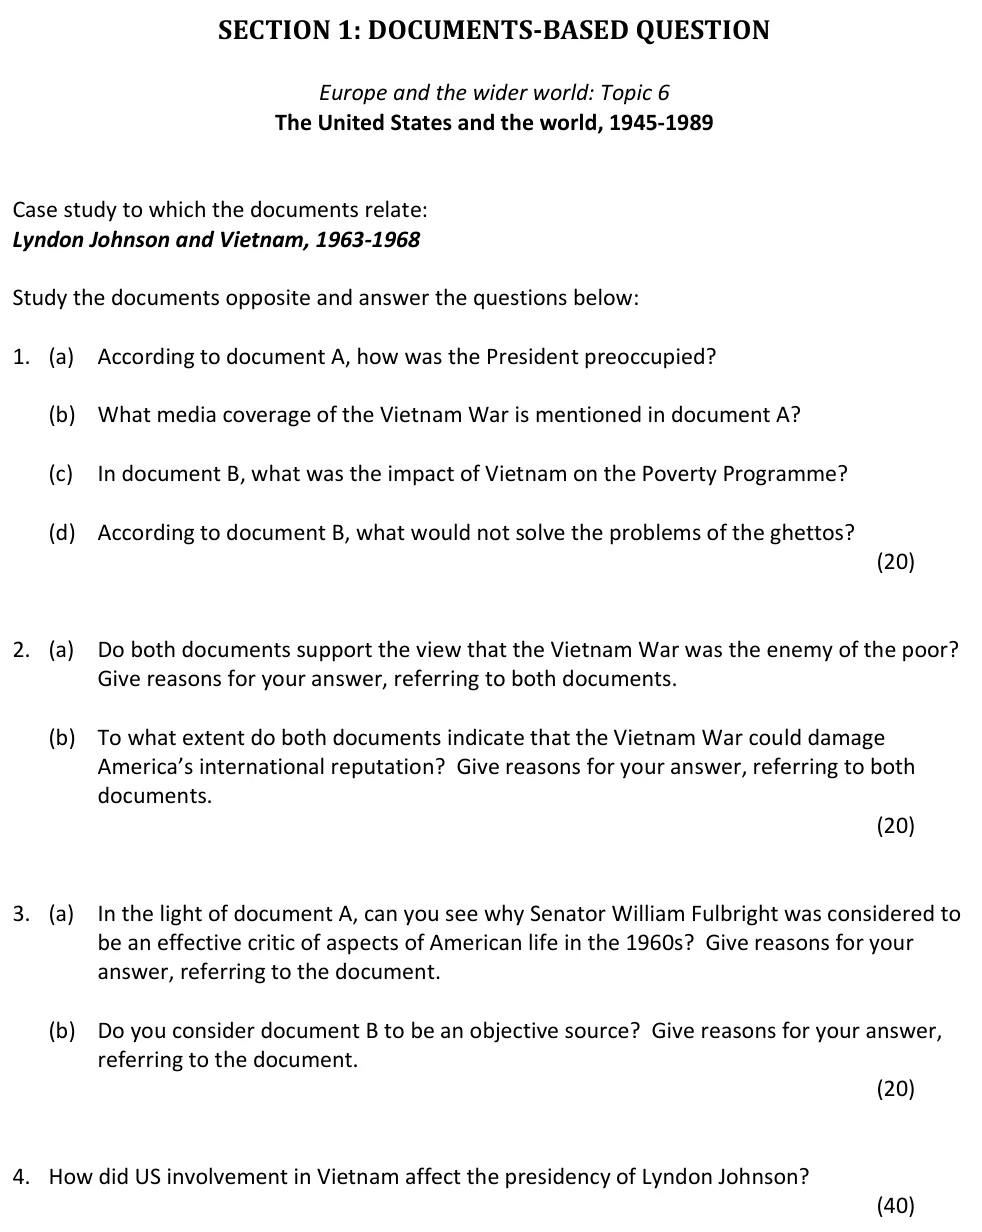 SECTION 1: DOCUMENTS-BASED QUESTION
Europe and the wider world: Topic 6
The United States and the world, 1945-1989
Case study to which the documents relate:
Lyndon Johnson and Vietnam, 1963-1968
Study the documents opposite and answer the questions below:
1. (a) According to document A, how was the President preoccupied?
(b) What media coverage of the Vietnam War is mentioned in document A?
(c) In document B, what was the impact of Vietnam on the Poverty Programme?
(d) According to document B, what would not solve the problems of the ghettos?
(20)
2. (a) Do both documents support the view that the Vietnam War was the enemy of the poor?
Give reasons for your answer, referring to both documents.
(b) To what extent do both documents indicate that the Vietnam War could damage
America’s international reputation? Give reasons for your answer, referring to both
documents.
(20)
3. (a) In the light of document A, can you see why Senator William Fulbright was considered to
be an effective critic of aspects of American life in the 1960s? Give reasons for your
answer, referring to the document.
(b) Do you consider document B to be an objective source? Give reasons for your answer,
referring to the document.
(20)
4. How did US involvement in Vietnam affect the presidency of Lyndon Johnson?
(40)